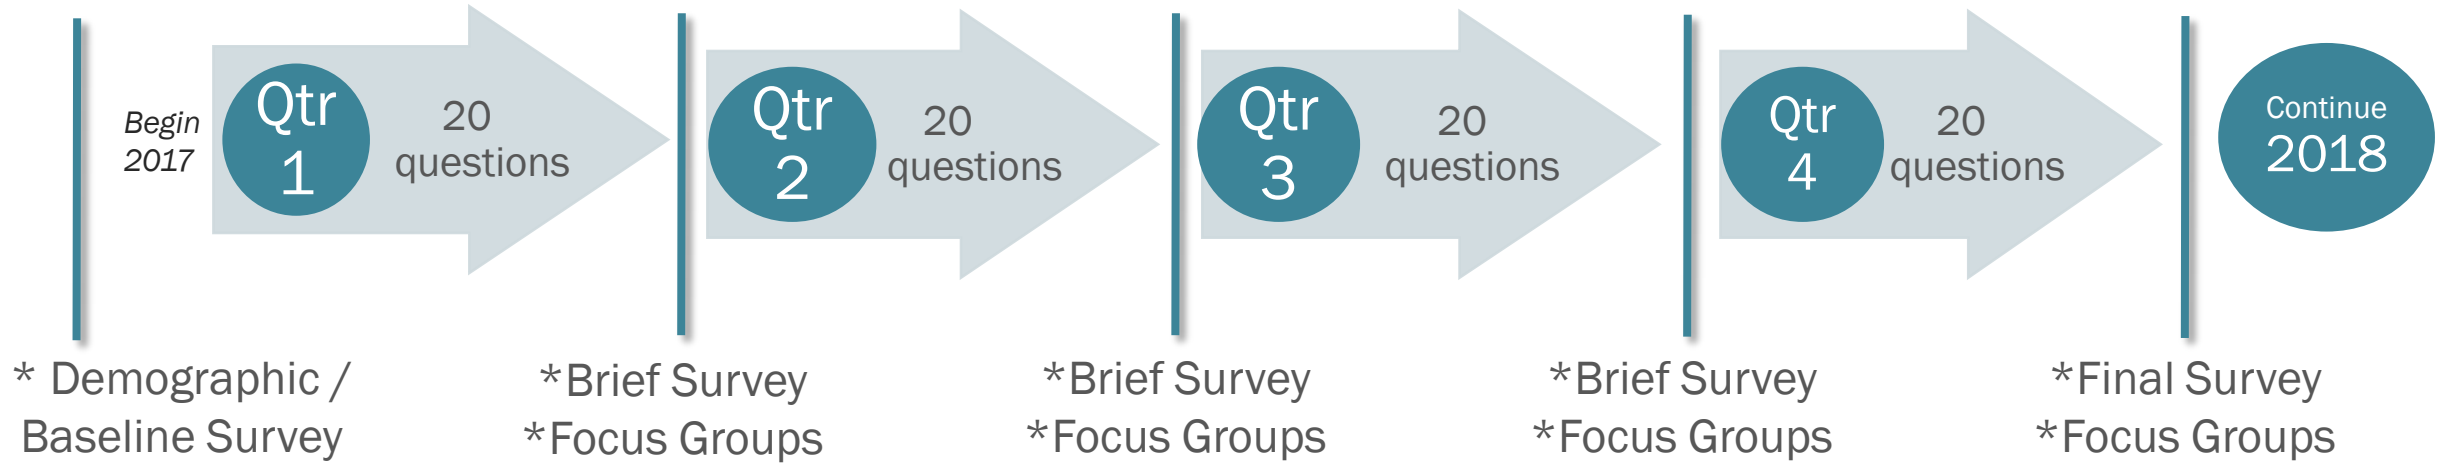 Begin
2017
Qtr
1
20
questions
Qtr
2
20
questions
Qtr
3
20
questions
Qtr
4
20
questions
Continue
2018
* Demographic /
Baseline Survey
*Brief Survey
*Focus Groups
*Brief Survey
*Focus Groups
*Brief Survey
*Focus Groups
*Final Survey
*Focus Groups